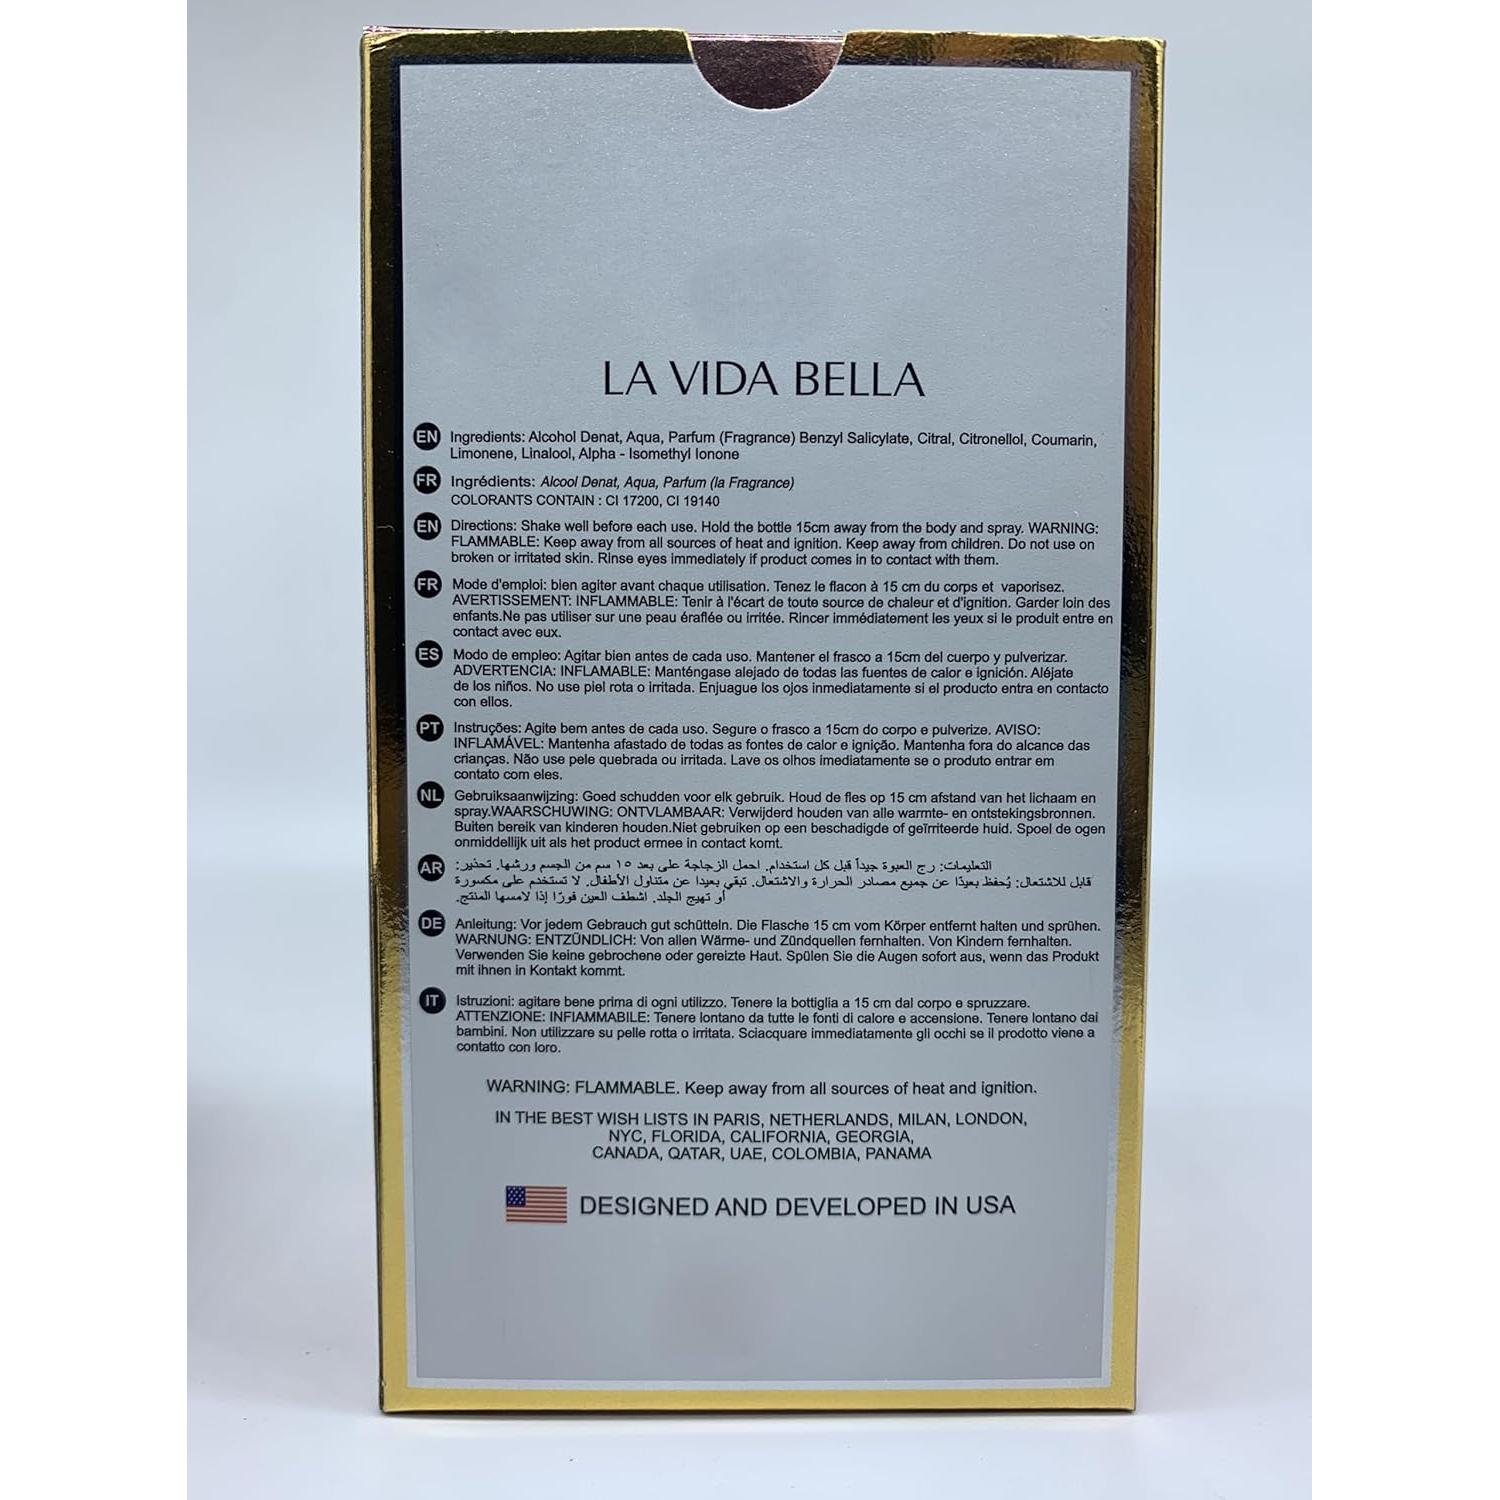 LA VIDA BELLA
EN Ingredients: Alcohol Denat, Aqua, Parfum (Fragrance) Benzyl Salicylate, Citral, Citronellol, Coumarin,
Limonene, Linalool, Alpha - Isomethyl Ionone
FR Ingrédients: Alcool Denat, Aqua, Parfum (la Fragrance)
COLORANTS CONTAIN : CI 17200, CI 19140
EN Directions: Shake well before each use. Hold the bottle 15cm away from the body and spray. WARNING:
FLAMMABLE: Keep away from all sources of heat and ignition. Keep away from children. Do not use on
broken or irritated skin. Rinse eyes immediately if product comes in to contact with them.
FR Mode d'emploi: bien agiter avant chaque utilisation. Tenez le flacon à 15 cm du corps et vaporisez.
AVERTISSEMENT: INFLAMMABLE: Tenir à l'écart de toute source de chaleur et d'ignition. Garder loin des
enfants.Ne pas utiliser sur une peau éraflée ou irritée. Rincer immédiatement les yeux si le produit entre en
contact avec eux.
ES Modo de empleo: Agitar bien antes de cada uso. Mantener el frasco a 15cm del cuerpo y pulverizar.
ADVERTENCIA: INFLAMABLE: Manténgase alejado de todas las fuentes de calor e ignición. Aléjate
de los niños. No use piel rota o irritada. Enjuague los ojos inmediatamente si el producto entra en contacto
con ellos.
PT Instruções: Agite bem antes de cada uso. Segure o frasco a 15cm do corpo e pulverize. AVISO:
INFLAMÁVEL: Mantenha afastado de todas as fontes de calor e ignição. Mantenha fora do alcance das
crianças. Não use pele quebrada ou irritada. Lave os olhos imediatamente se o produto entrar em
contato com eles.
NL Gebruiksaanwijzing: Goed schudden voor elk gebruik. Houd de fles op 15 cm afstand van het lichaam en
spray.WAARSCHUWING: ONTVLAMBAAR: Verwijderd houden van alle warmte- en ontstekingsbronnen.
Buiten bereik van kinderen houden.Niet gebruiken op een beschadigde of geïrriteerde huid. Spoel de ogen
onmiddellijk uit als het product ermee in contact komt.
AR التعليمات: رج العبوة جيداً قبل كل استخدام. احمل الزجاجة على بعد ١٥ سم من الجسم ورشها. تحذير:
قابل للاشتعال: يُحفظ بعيدًا عن جميع مصادر الحرارة والاشتعال. تبقي بعيدا عن متناول الأطفال. لا تستخدم على مكسورة
أو تهيج الجلد. اشطف العين فورًا إذا لامسها المنتج.
DE Anleitung: Vor jedem Gebrauch gut schütteln. Die Flasche 15 cm vom Körper entfernt halten und sprühen.
WARNUNG: ENTZÜNDLICH: Von allen Wärme- und Zündquellen fernhalten. Von Kindern fernhalten.
Verwenden Sie keine gebrochene oder gereizte Haut. Spülen Sie die Augen sofort aus, wenn das Produkt
mit ihnen in Kontakt kommt.
IT Istruzioni: agitare bene prima di ogni utilizzo. Tenere la bottiglia a 15 cm dal corpo e spruzzare.
ATTENZIONE: INFIAMMABILE: Tenere lontano da tutte le fonti di calore e accensione. Tenere lontano dai
bambini. Non utilizzare su pelle rotta o irritata. Sciacquare immediatamente gli occhi se il prodotto viene a
contatto con loro.
WARNING: FLAMMABLE. Keep away from all sources of heat and ignition.
IN THE BEST WISH LISTS IN PARIS, NETHERLANDS, MILAN, LONDON,
NYC, FLORIDA, CALIFORNIA, GEORGIA,
CANADA, QATAR, UAE, COLOMBIA, PANAMA
DESIGNED AND DEVELOPED IN USA